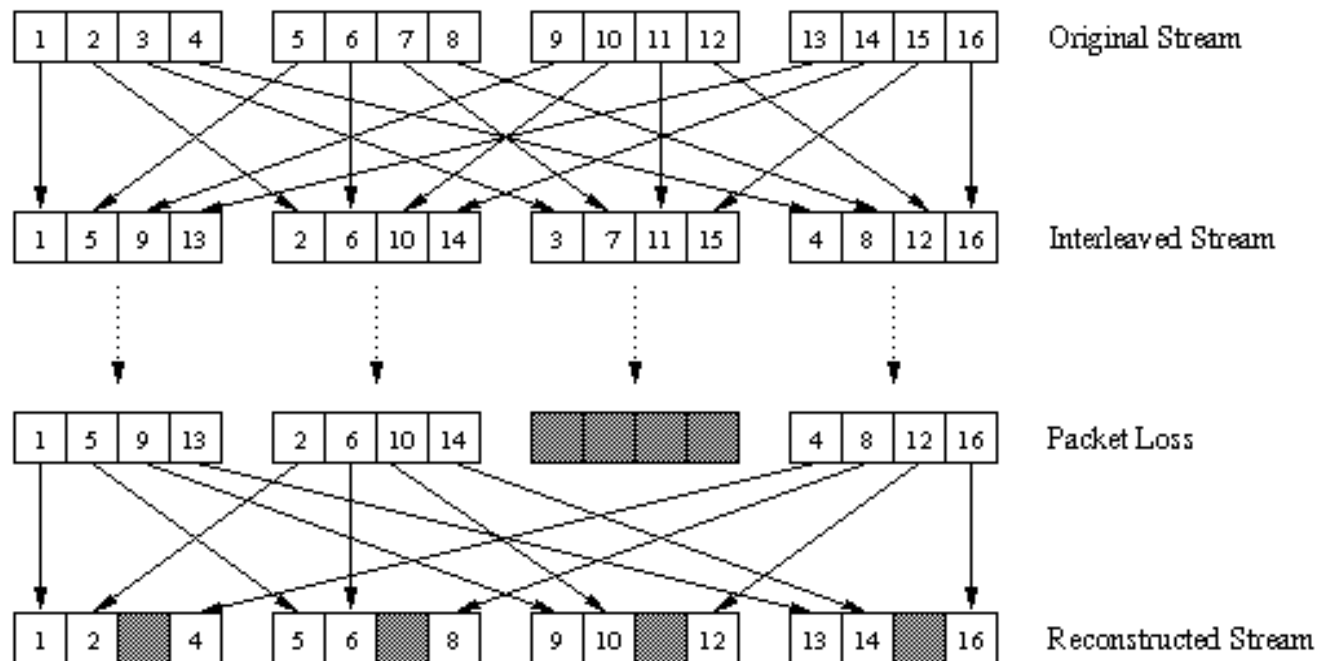 1 2 3 4 5 6 7 8 9 10 11 12 13 14 15 16 Original Stream
1 5 9 13 2 6 10 14 3 7 11 15 4 8 12 16 Interleaved Stream
1 5 9 13 2 6 10 14 4 8 12 16 Packet Loss
1 2 4 5 6 8 9 10 12 13 14 16 Reconstructed Stream